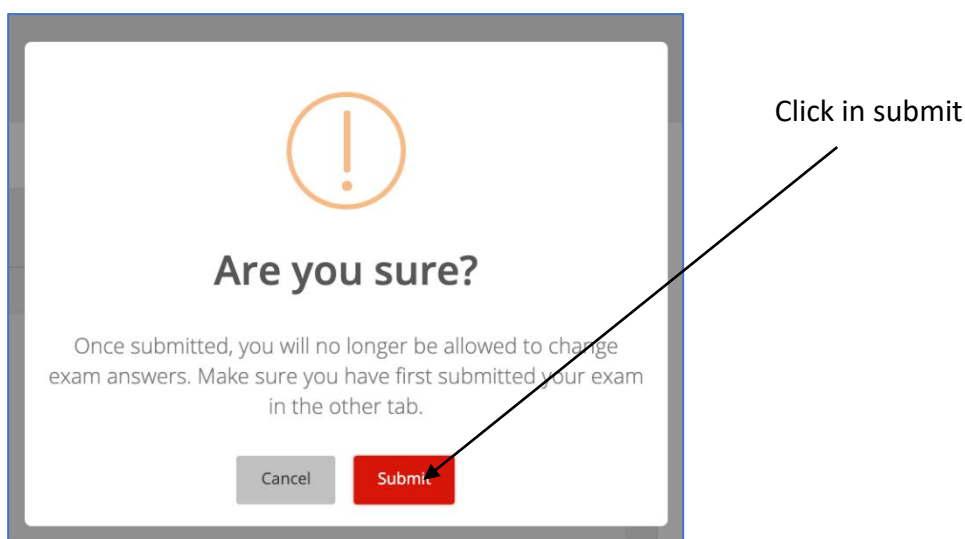 Click in submit
Are you sure?
Once submitted, you will no longer be allowed to change
exam answers. Make sure you have first submitted your exam
in the other tab.
Cancel
Submit